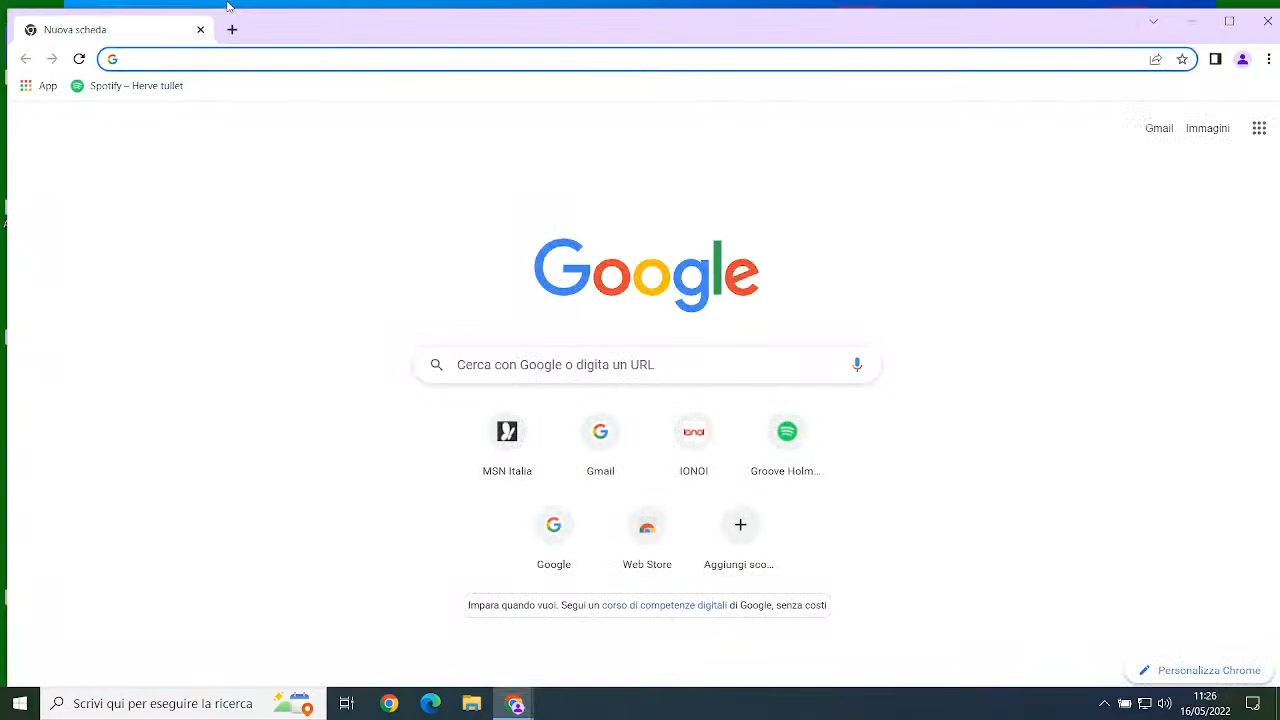 Nuova scheda
App
Spotify – Herve tullet
Gmail
Immagini
Google
Cerca con Google o digita un URL
MSN Italia
Gmail
IONOI
IONOI
Groove Holm...
Google
Web Store
Aggiungi sco...
Impara quando vuoi. Segui un corso di competenze digitali di Google, senza costi
Personalizza Chrome
Scrivi qui per eseguire la ricerca
11:26
16/05/2022